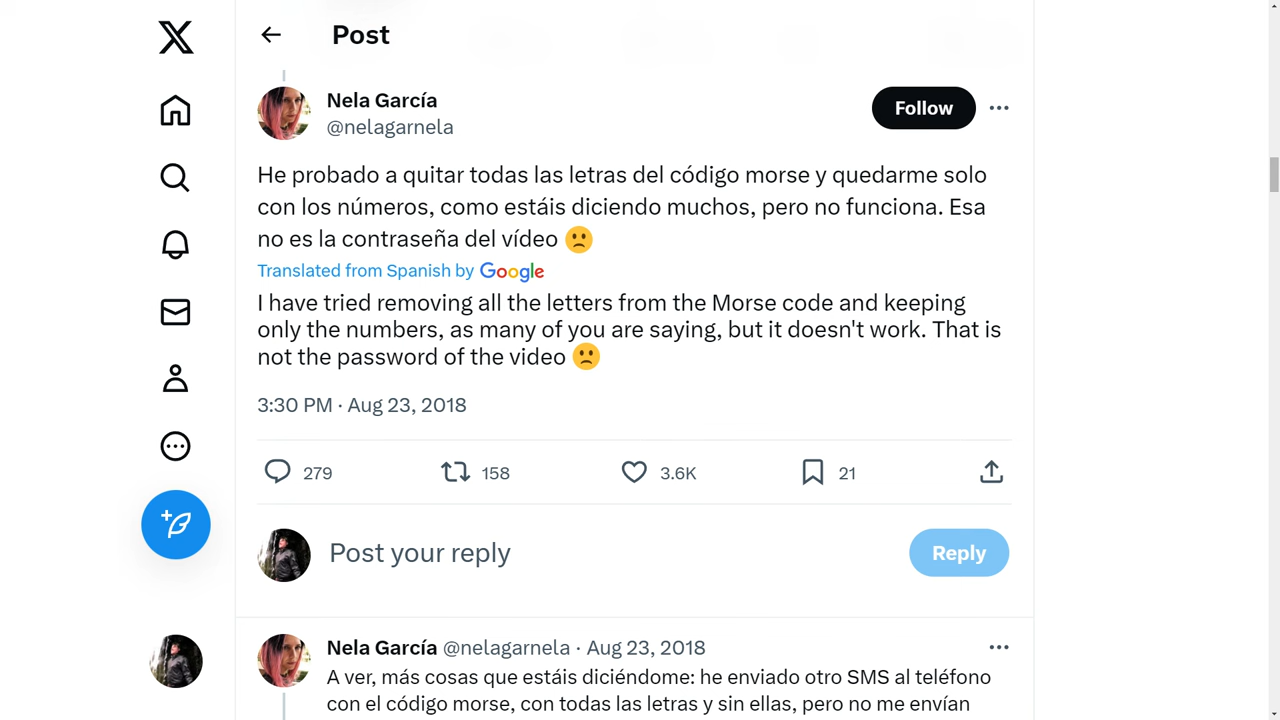 Post
Nela García
@nelagarnela
Follow
He probado a quitar todas las letras del código morse y quedarme solo
con los números, como estáis diciendo muchos, pero no funciona. Esa
no es la contraseña del vídeo 🙁
Translated from Spanish by Google
I have tried removing all the letters from the Morse code and keeping
only the numbers, as many of you are saying, but it doesn't work. That is
not the password of the video 🙁
3:30 PM · Aug 23, 2018
279 158 3.6K 21
Post your reply
Reply
Nela García @nelagarnela · Aug 23, 2018
A ver, más cosas que estáis diciéndome: he enviado otro SMS al teléfono
con el código morse, con todas las letras y sin ellas, pero no me envían